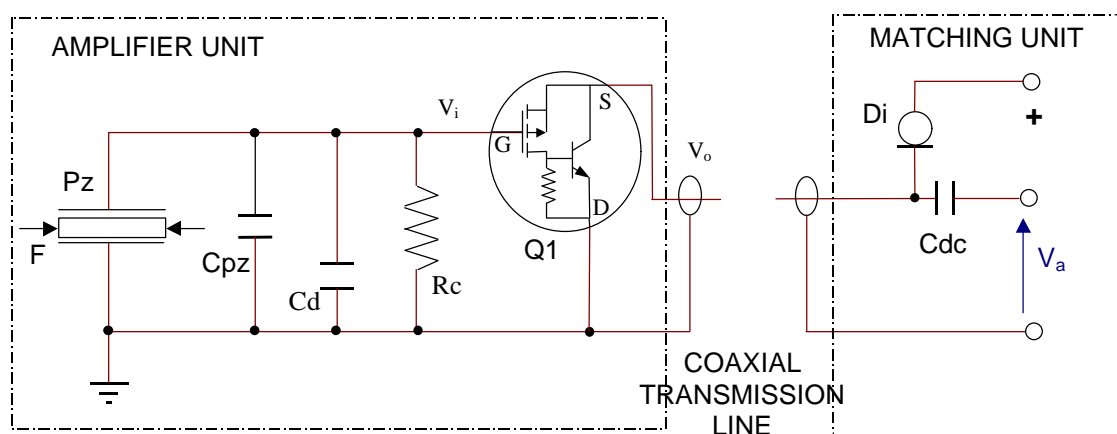 AMPLIFIER UNIT
MATCHING UNIT
Pz
F
Cpz
Cd
Rc
Vi
G
S
D
Q1
Vo
COAXIAL
TRANSMISSION
LINE
Di
+
Cdc
Va